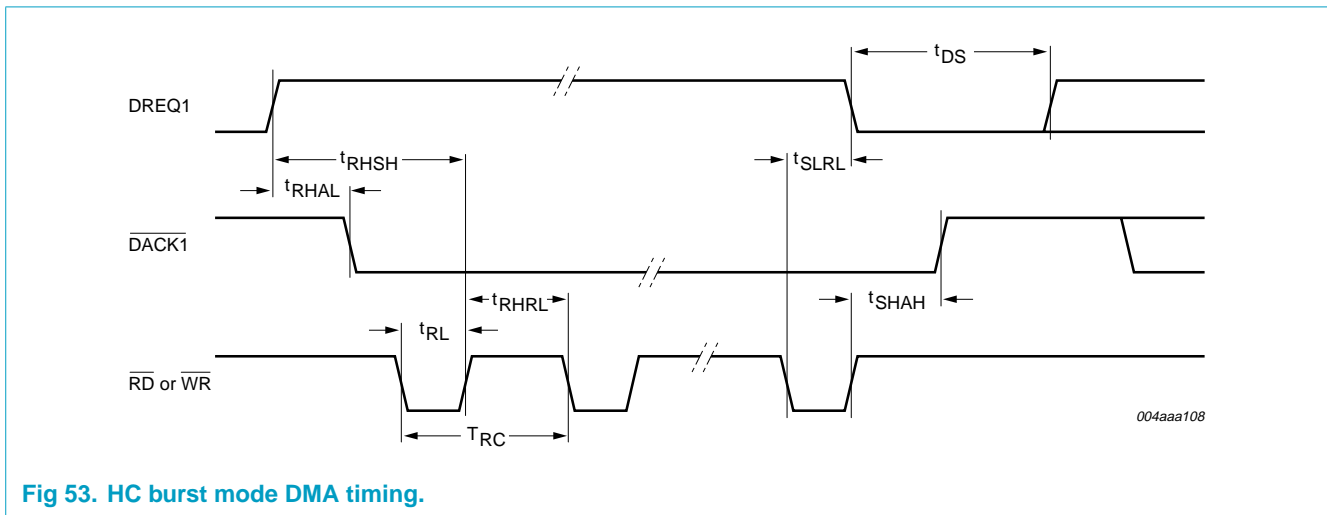 tDS
DREQ1
tRHSH
tSLRL
tRHAL
DACK1
tRHRL
tSHAH
tRL
RD or WR
004aaa108
TRC
Fig 53. HC burst mode DMA timing.